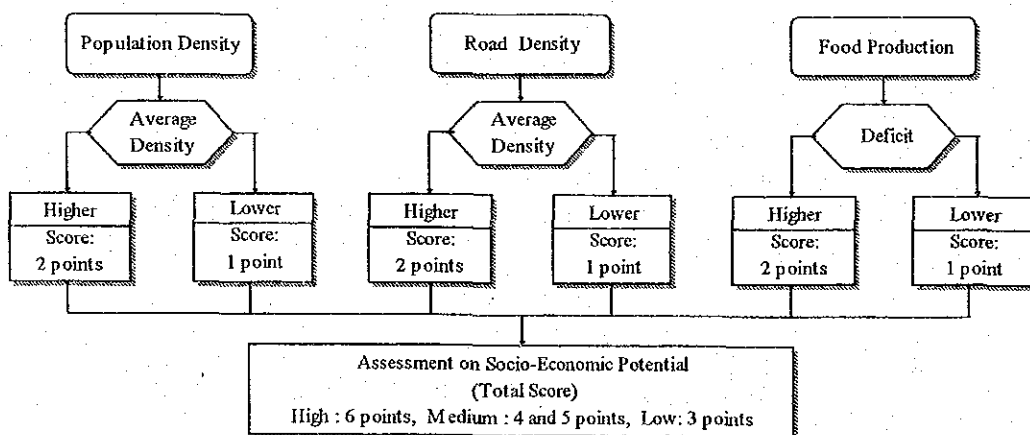 Population Density
Road Density
Food Production
Average
Density
Average
Density
Deficit
Higher
Score:
2 points
Lower
Score:
1 point
Higher
Score:
2 points
Lower
Score:
1 point
Higher
Score:
2 points
Lower
Score:
1 point
Assessment on Socio-Economic Potential
(Total Score)
High : 6 points, Medium : 4 and 5 points, Low: 3 points